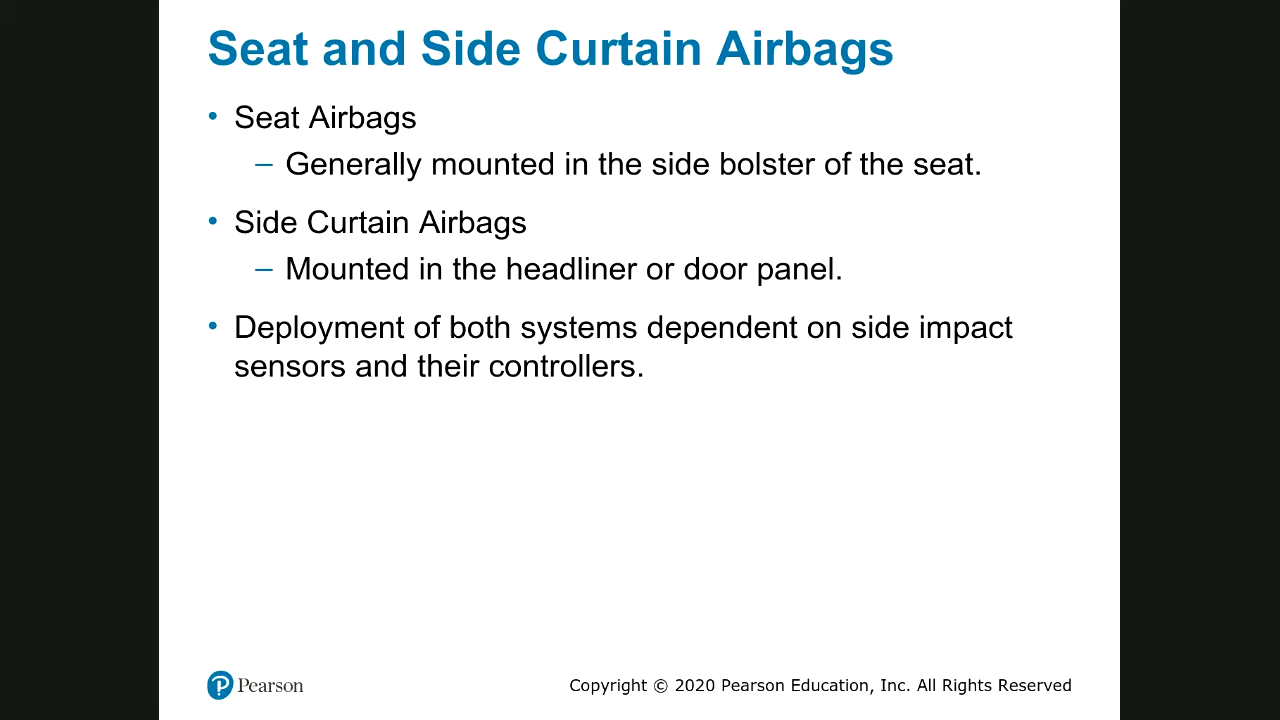 Seat and Side Curtain Airbags
• Seat Airbags
– Generally mounted in the side bolster of the seat.
• Side Curtain Airbags
– Mounted in the headliner or door panel.
• Deployment of both systems dependent on side impact
sensors and their controllers.
Pearson
Copyright © 2020 Pearson Education, Inc. All Rights Reserved